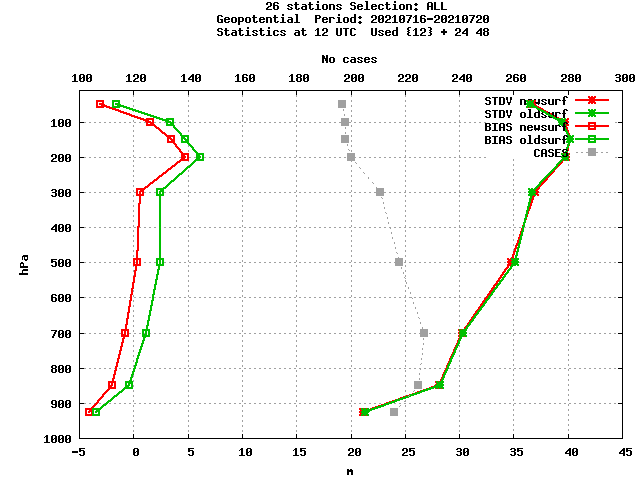 26 stations Selection: ALL
Geopotential  Period: 20210716-20210720
Statistics at 12 UTC  Used {12} + 24 48
No cases
100 120 140 160 180 200 220 240 260 280 300
STDV newsurf
STDV oldsurf
BIAS newsurf
BIAS oldsurf
CASES
100
200
300
400
500
600
700
800
900
1000
hPa
-5 0 5 10 15 20 25 30 35 40 45
m